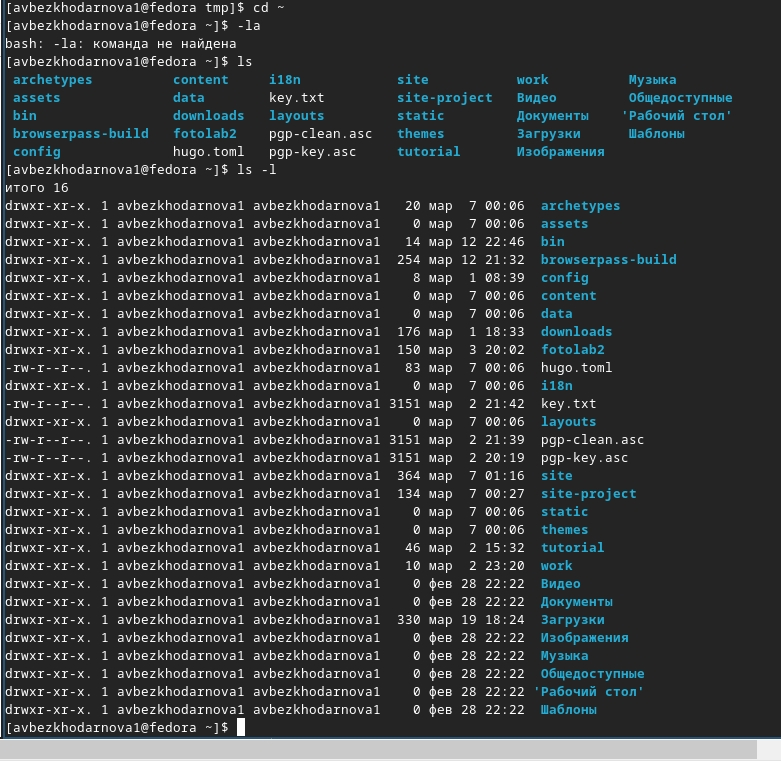 [avbezkhodarnova1@fedora tmp]$ cd ~
[avbezkhodarnova1@fedora ~]$ -la
bash: -la: команда не найдена
[avbezkhodarnova1@fedora ~]$ ls
archetypes content i18n site work Музыка
assets data key.txt site-project Видео Общедоступные
bin downloads layouts static Документы 'Рабочий стол'
browserpass-build fotolab2 pgp-clean.asc themes Загрузки Шаблоны
config hugo.toml pgp-key.asc tutorial Изображения
[avbezkhodarnova1@fedora ~]$ ls -l
итого 16
drwxr-xr-x. 1 avbezkhodarnova1 avbezkhodarnova1 20 мар 7 00:06 archetypes
drwxr-xr-x. 1 avbezkhodarnova1 avbezkhodarnova1 0 мар 7 00:06 assets
drwxr-xr-x. 1 avbezkhodarnova1 avbezkhodarnova1 14 мар 12 22:46 bin
drwxr-xr-x. 1 avbezkhodarnova1 avbezkhodarnova1 254 мар 12 21:32 browserpass-build
drwxr-xr-x. 1 avbezkhodarnova1 avbezkhodarnova1 8 мар 1 08:39 config
drwxr-xr-x. 1 avbezkhodarnova1 avbezkhodarnova1 0 мар 7 00:06 content
drwxr-xr-x. 1 avbezkhodarnova1 avbezkhodarnova1 0 мар 7 00:06 data
drwxr-xr-x. 1 avbezkhodarnova1 avbezkhodarnova1 176 мар 1 18:33 downloads
drwxr-xr-x. 1 avbezkhodarnova1 avbezkhodarnova1 150 мар 3 20:02 fotolab2
-rw-r--r--. 1 avbezkhodarnova1 avbezkhodarnova1 83 мар 7 00:06 hugo.toml
drwxr-xr-x. 1 avbezkhodarnova1 avbezkhodarnova1 0 мар 7 00:06 i18n
-rw-r--r--. 1 avbezkhodarnova1 avbezkhodarnova1 3151 мар 2 21:42 key.txt
drwxr-xr-x. 1 avbezkhodarnova1 avbezkhodarnova1 0 мар 7 00:06 layouts
-rw-r--r--. 1 avbezkhodarnova1 avbezkhodarnova1 3151 мар 2 21:39 pgp-clean.asc
-rw-r--r--. 1 avbezkhodarnova1 avbezkhodarnova1 3151 мар 2 20:19 pgp-key.asc
drwxr-xr-x. 1 avbezkhodarnova1 avbezkhodarnova1 364 мар 7 01:16 site
drwxr-xr-x. 1 avbezkhodarnova1 avbezkhodarnova1 134 мар 7 00:27 site-project
drwxr-xr-x. 1 avbezkhodarnova1 avbezkhodarnova1 0 мар 7 00:06 static
drwxr-xr-x. 1 avbezkhodarnova1 avbezkhodarnova1 0 мар 7 00:06 themes
drwxr-xr-x. 1 avbezkhodarnova1 avbezkhodarnova1 46 мар 2 15:32 tutorial
drwxr-xr-x. 1 avbezkhodarnova1 avbezkhodarnova1 10 мар 2 23:20 work
drwxr-xr-x. 1 avbezkhodarnova1 avbezkhodarnova1 0 фев 28 22:22 Видео
drwxr-xr-x. 1 avbezkhodarnova1 avbezkhodarnova1 0 фев 28 22:22 Документы
drwxr-xr-x. 1 avbezkhodarnova1 avbezkhodarnova1 330 мар 19 18:24 Загрузки
drwxr-xr-x. 1 avbezkhodarnova1 avbezkhodarnova1 0 фев 28 22:22 Изображения
drwxr-xr-x. 1 avbezkhodarnova1 avbezkhodarnova1 0 фев 28 22:22 Музыка
drwxr-xr-x. 1 avbezkhodarnova1 avbezkhodarnova1 0 фев 28 22:22 Общедоступные
drwxr-xr-x. 1 avbezkhodarnova1 avbezkhodarnova1 0 фев 28 22:22 'Рабочий стол'
drwxr-xr-x. 1 avbezkhodarnova1 avbezkhodarnova1 0 фев 28 22:22 Шаблоны
[avbezkhodarnova1@fedora ~]$